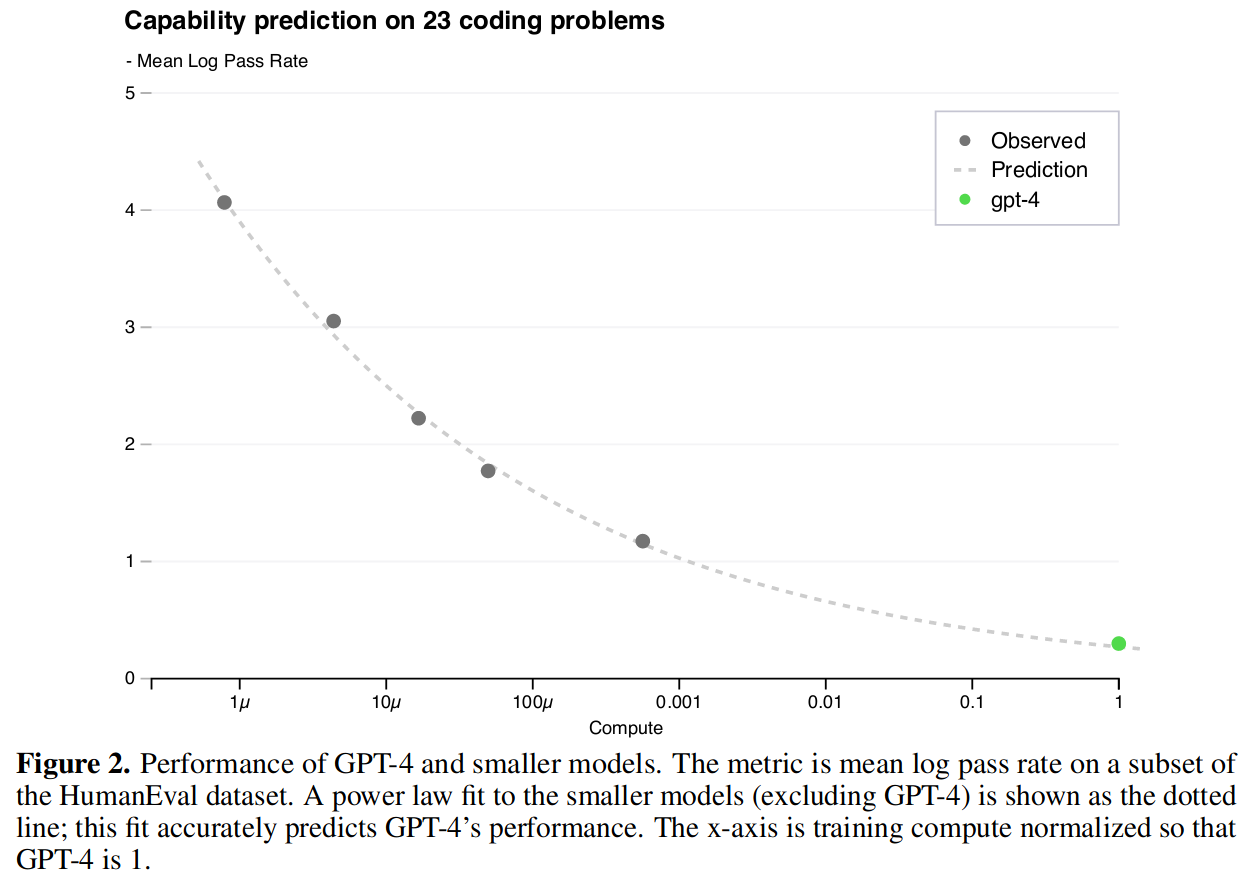 Capability prediction on 23 coding problems
- Mean Log Pass Rate
5
4
3
2
1
0
Observed
Prediction
gpt-4
1µ
10µ
100µ
0.001
0.01
0.1
1
Compute
Figure 2. Performance of GPT-4 and smaller models. The metric is mean log pass rate on a subset of
the HumanEval dataset. A power law fit to the smaller models (excluding GPT-4) is shown as the dotted
line; this fit accurately predicts GPT-4’s performance. The x-axis is training compute normalized so that
GPT-4 is 1.